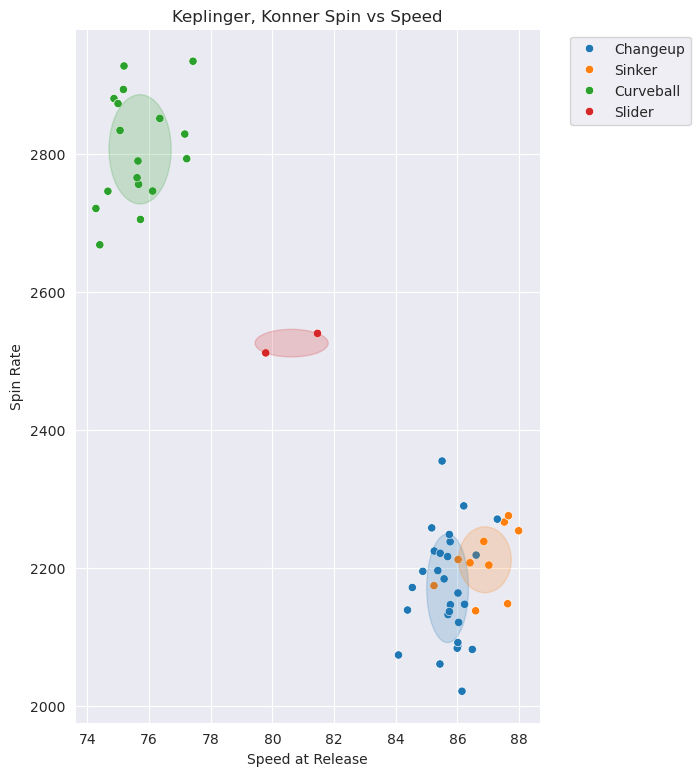 Keplinger, Konner Spin vs Speed
Changeup
Sinker
Curveball
Slider
2800
2600
2400
2200
2000
Spin Rate
74 76 78 80 82 84 86 88
Speed at Release